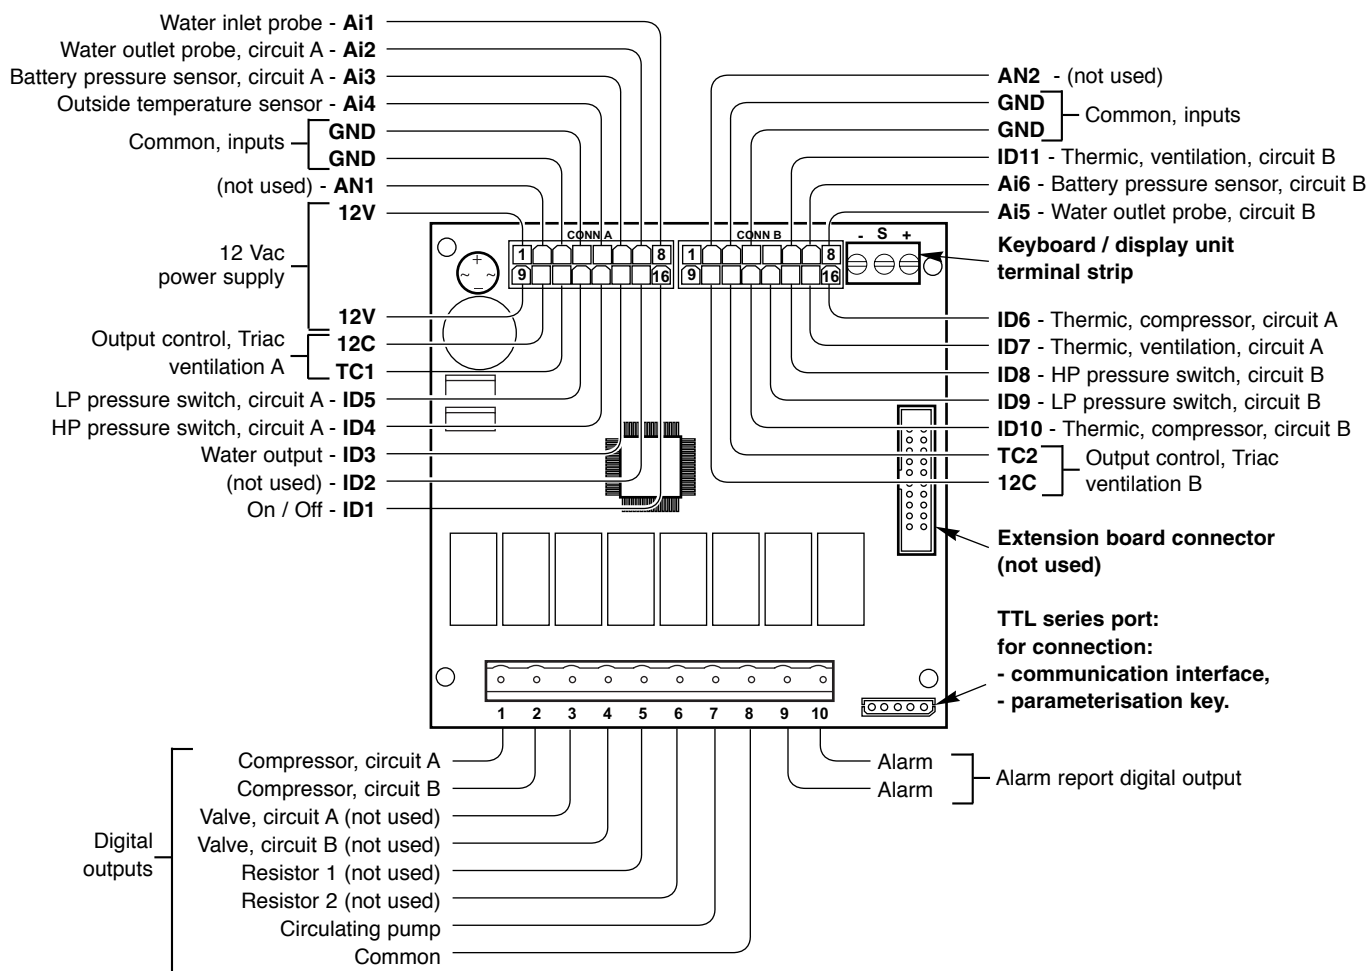 Water inlet probe - Ai1
Water outlet probe, circuit A - Ai2
Battery pressure sensor, circuit A - Ai3
Outside temperature sensor - Ai4
Common, inputs
GND
GND
(not used) - AN1
12 Vac
power supply
12V
12V
Output control, Triac
ventilation A
12C
TC1
LP pressure switch, circuit A - ID5
HP pressure switch, circuit A - ID4
Water output - ID3
(not used) - ID2
On / Off - ID1
CONN A
1
8
9
16
CONN B
1
8
9
16
- S +
+
~ ~
–
AN2 - (not used)
GND
GND
Common, inputs
ID11 - Thermic, ventilation, circuit B
Ai6 - Battery pressure sensor, circuit B
Ai5 - Water outlet probe, circuit B
Keyboard / display unit
terminal strip
ID6 - Thermic, compressor, circuit A
ID7 - Thermic, ventilation, circuit A
ID8 - HP pressure switch, circuit B
ID9 - LP pressure switch, circuit B
ID10 - Thermic, compressor, circuit B
TC2
12C
Output control, Triac
ventilation B
Extension board connector
(not used)
TTL series port:
for connection:
- communication interface,
- parameterisation key.
1 2 3 4 5 6 7 8 9 10
Digital
outputs
Compressor, circuit A
Compressor, circuit B
Valve, circuit A (not used)
Valve, circuit B (not used)
Resistor 1 (not used)
Resistor 2 (not used)
Circulating pump
Common
Alarm
Alarm
Alarm report digital output